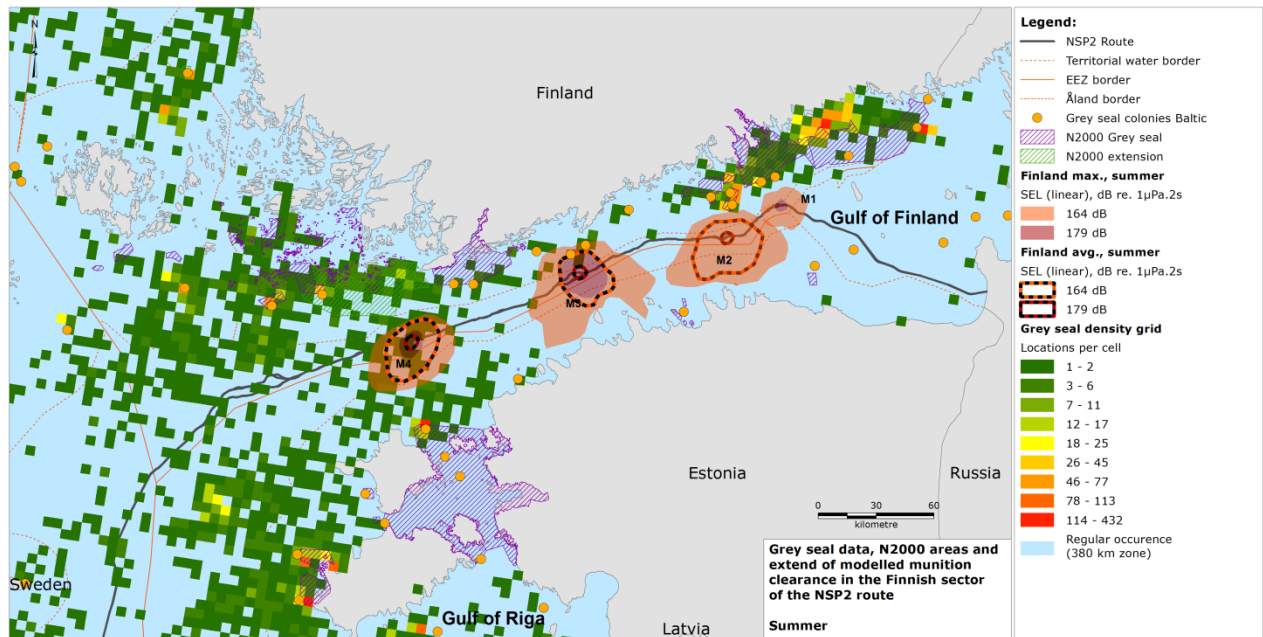 N
Finland
M1
Gulf of Finland
M2
M3
M4
Estonia
Russia
0 30 60
kilometre
Sweden
Gulf of Riga
Latvia
Grey seal data, N2000 areas and
extend of modelled munition
clearance in the Finnish sector
of the NSP2 route
Summer
Legend:
NSP2 Route
Territorial water border
EEZ border
Åland border
Grey seal colonies Baltic
N2000 Grey seal
N2000 extension
Finland max., summer
SEL (linear), dB re. 1µPa.2s
164 dB
179 dB
Finland avg., summer
SEL (linear), dB re. 1µPa.2s
164 dB
179 dB
Grey seal density grid
Locations per cell
1 - 2
3 - 6
7 - 11
12 - 17
18 - 25
26 - 45
46 - 77
78 - 113
114 - 432
Regular occurence
(380 km zone)